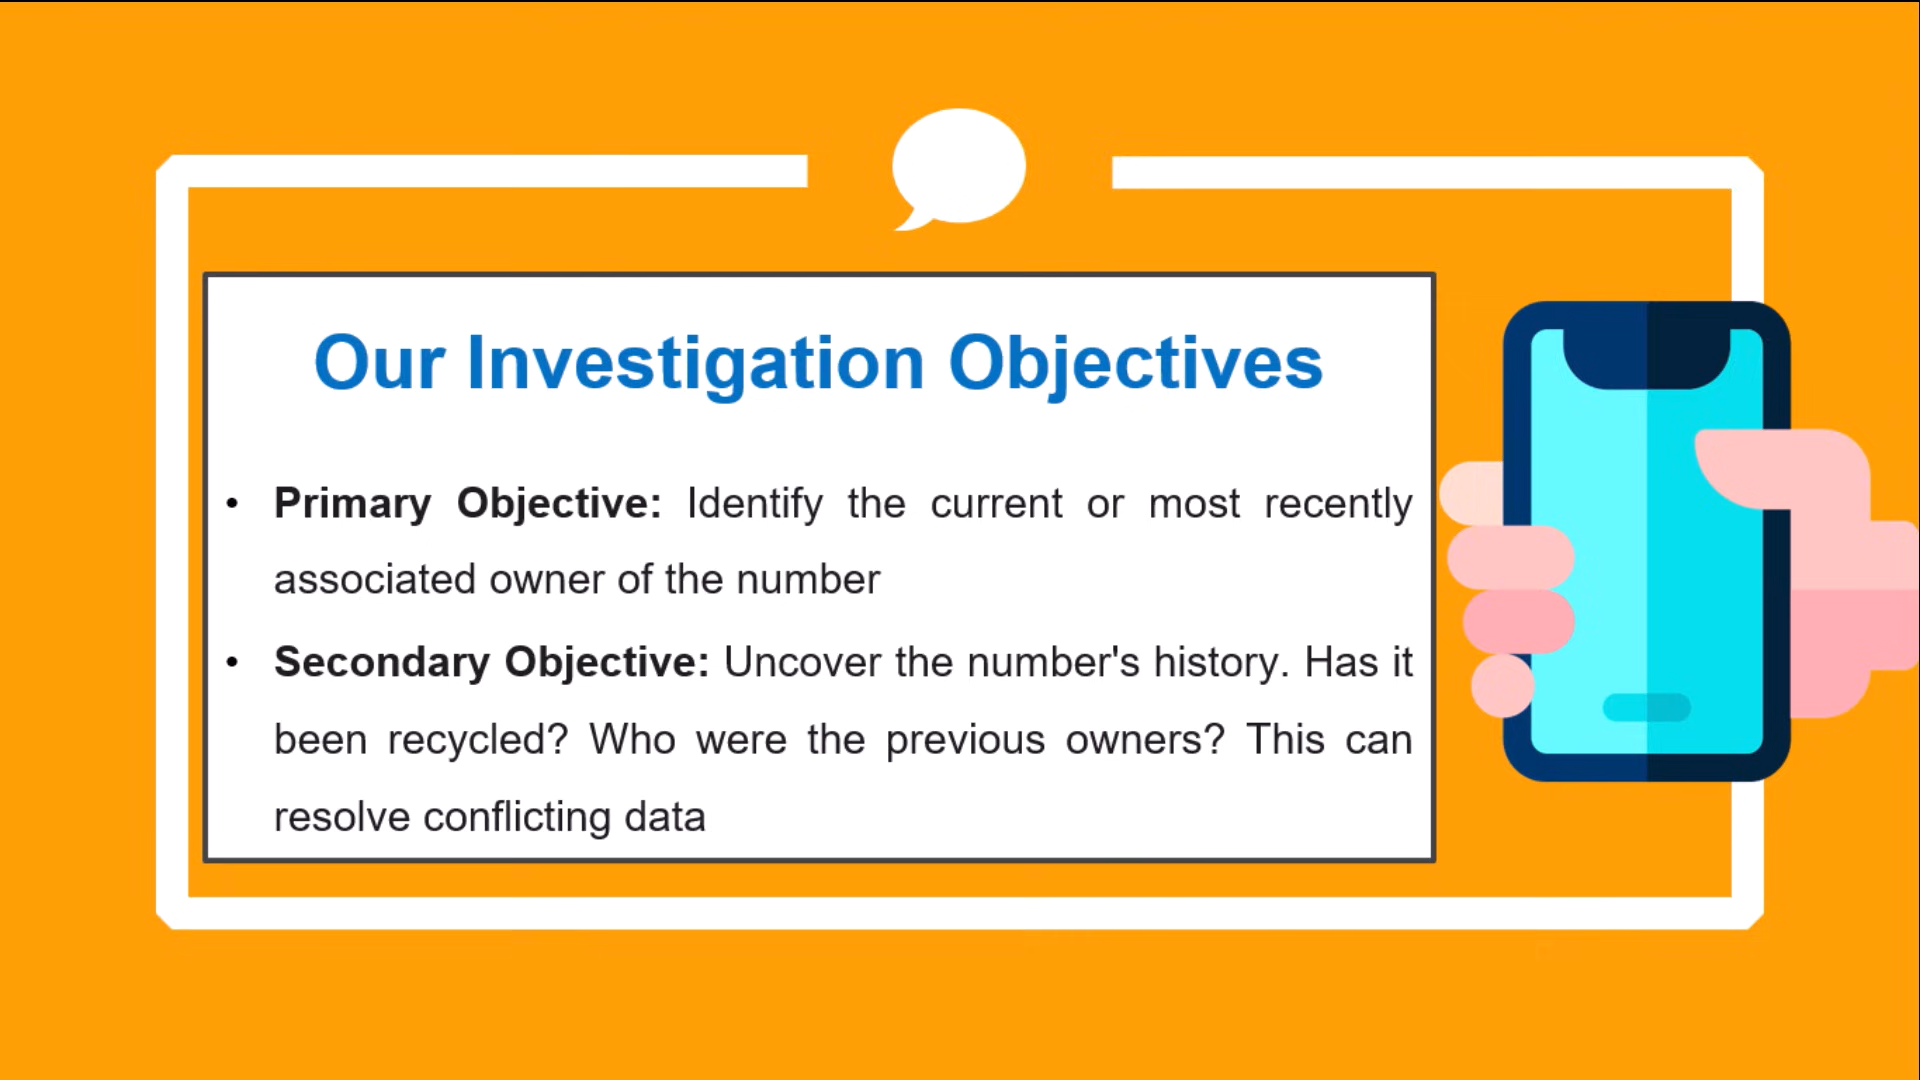 Our Investigation Objectives
• Primary Objective: Identify the current or most recently
associated owner of the number
• Secondary Objective: Uncover the number's history. Has it
been recycled? Who were the previous owners? This can
resolve conflicting data